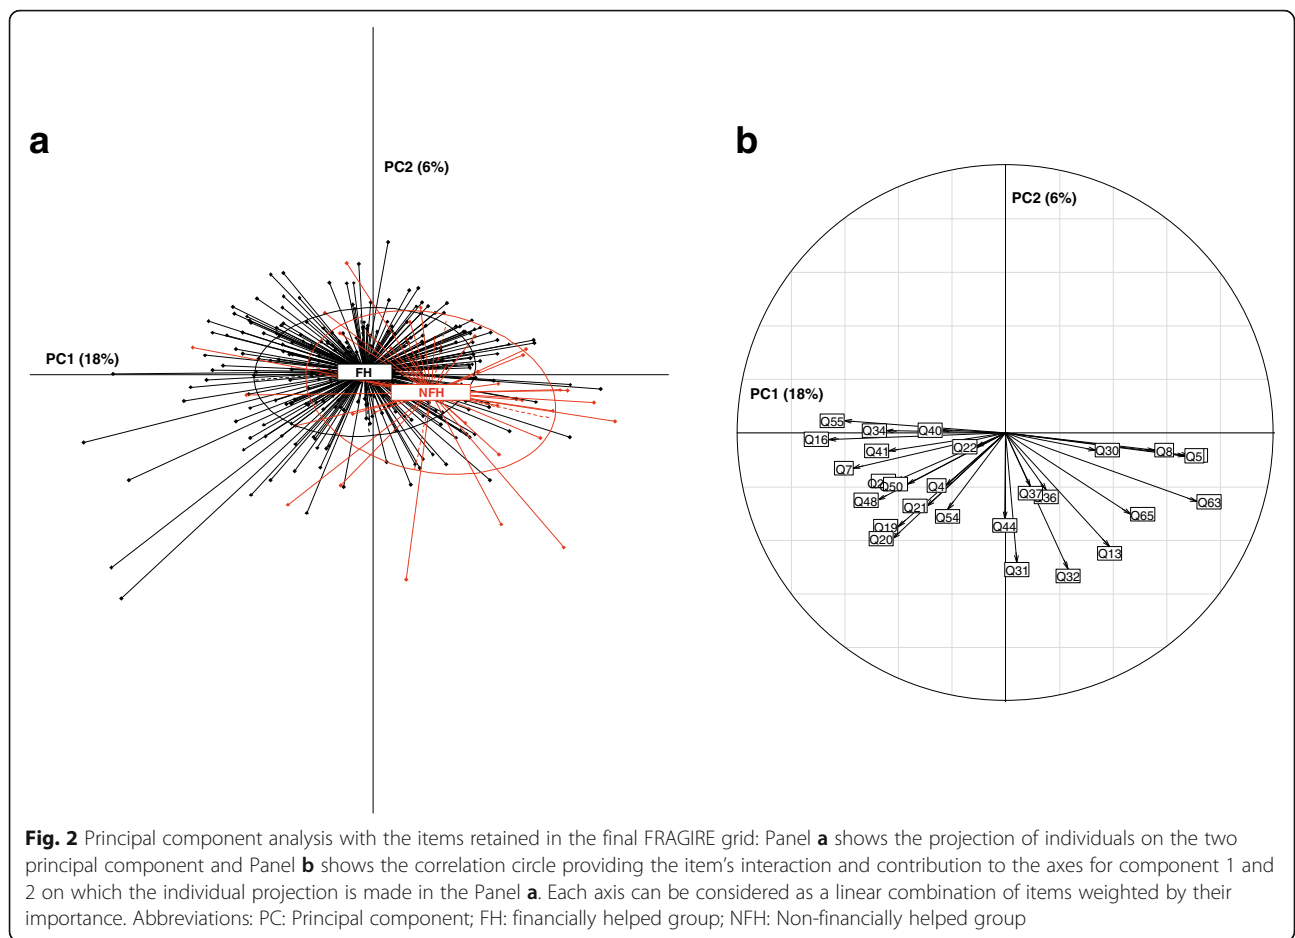 a
b
PC2 (6%)
PC2 (6%)
PC1 (18%)
FH
NFH
PC1 (18%)
Q55
Q34
Q40
Q16
Q41
Q22
Q30
Q8
Q5
Q7
Q50
Q4
Q37
Q36
Q48
Q21
Q54
Q63
Q65
Q19
Q44
Q20
Q13
Q31
Q32
Fig. 2 Principal component analysis with the items retained in the final FRAGIRE grid: Panel a shows the projection of individuals on the two
principal component and Panel b shows the correlation circle providing the item's interaction and contribution to the axes for component 1 and
2 on which the individual projection is made in the Panel a. Each axis can be considered as a linear combination of items weighted by their
importance. Abbreviations: PC: Principal component; FH: financially helped group; NFH: Non-financially helped group